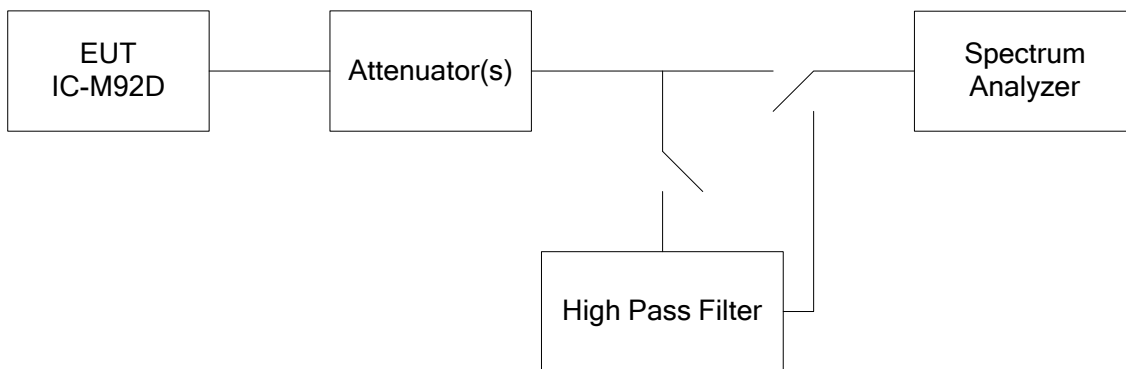 EUT
IC-M92D
Attenuator(s)
Spectrum
Analyzer
High Pass Filter